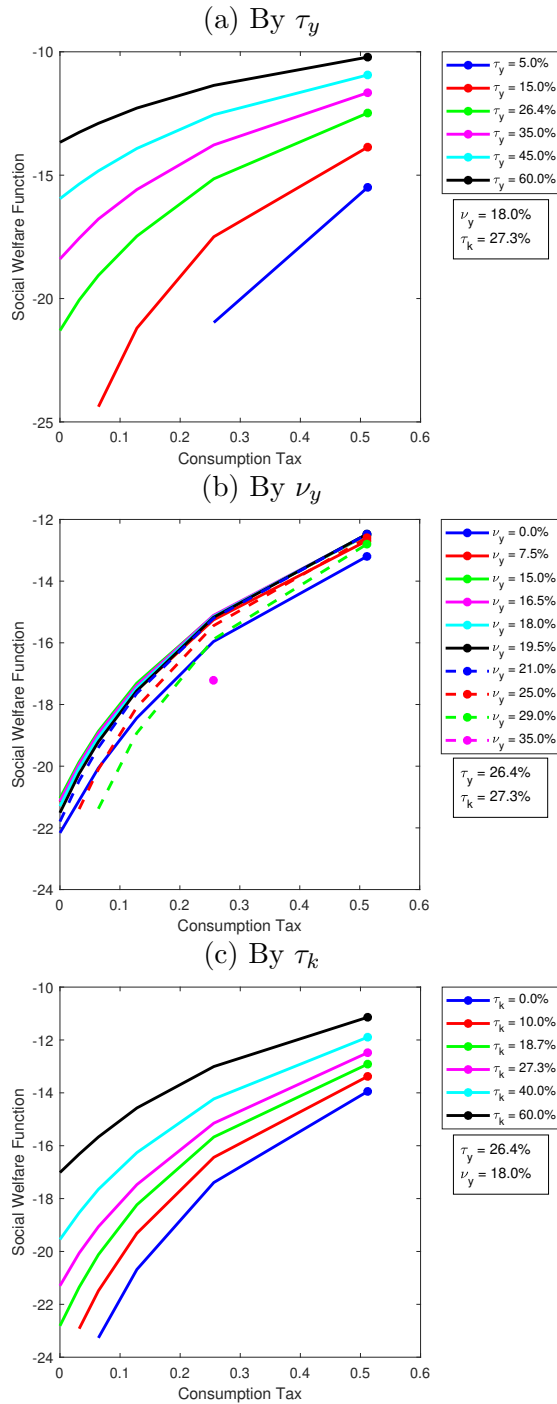 (a) By τ_y
-10
-15
-20
-25
Social Welfare Function
0 0.1 0.2 0.3 0.4 0.5 0.6
Consumption Tax
τ_y = 5.0%
τ_y = 15.0%
τ_y = 26.4%
τ_y = 35.0%
τ_y = 45.0%
τ_y = 60.0%
ν_y = 18.0%
τ_k = 27.3%
(b) By ν_y
-12
-14
-16
-18
-20
-22
-24
Social Welfare Function
0 0.1 0.2 0.3 0.4 0.5 0.6
Consumption Tax
ν_y = 0.0%
ν_y = 7.5%
ν_y = 15.0%
ν_y = 16.5%
ν_y = 18.0%
ν_y = 19.5%
ν_y = 21.0%
ν_y = 25.0%
ν_y = 29.0%
ν_y = 35.0%
τ_y = 26.4%
τ_k = 27.3%
(c) By τ_k
-10
-12
-14
-16
-18
-20
-22
-24
Social Welfare Function
0 0.1 0.2 0.3 0.4 0.5 0.6
Consumption Tax
τ_k = 0.0%
τ_k = 10.0%
τ_k = 18.7%
τ_k = 27.3%
τ_k = 40.0%
τ_k = 60.0%
τ_y = 26.4%
ν_y = 18.0%